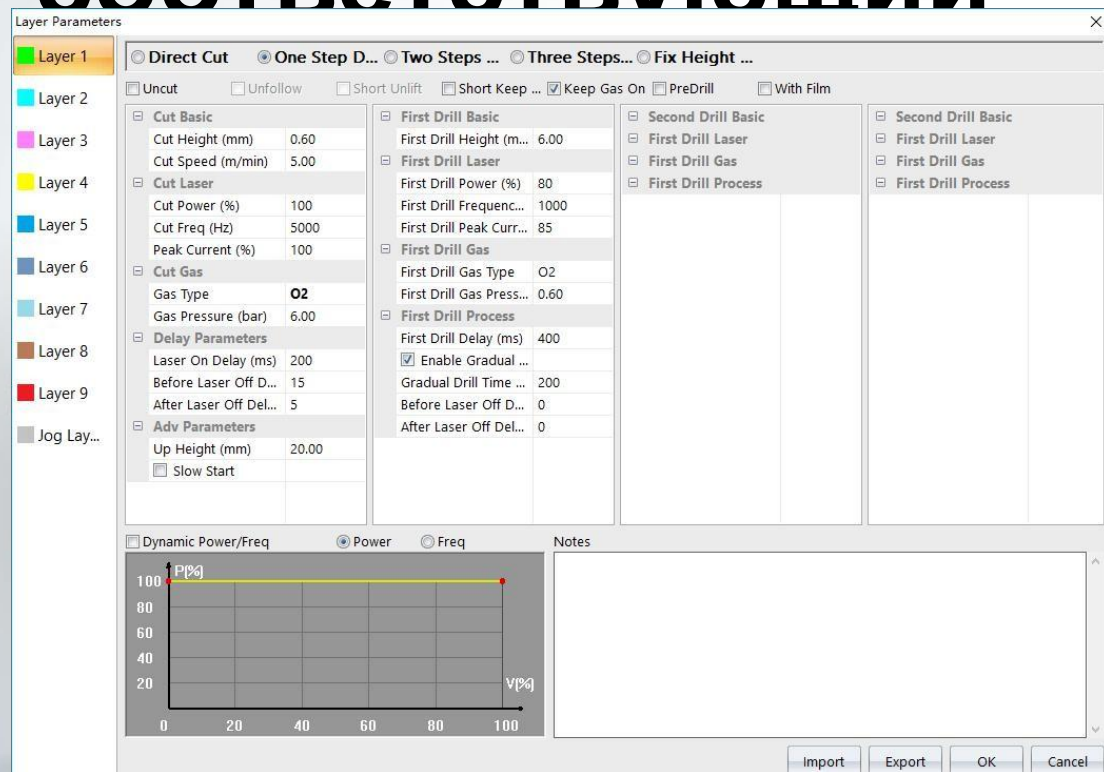 соответствующий
Layer Parameters
Layer 1
Layer 2
Layer 3
Layer 4
Layer 5
Layer 6
Layer 7
Layer 8
Layer 9
Jog Lay...
Direct Cut One Step D... Two Steps ... Three Steps... Fix Height ...
Uncut Unfollow Short Unlift Short Keep ... Keep Gas On PreDrill With Film
Cut Basic
Cut Height (mm) 0.60
Cut Speed (m/min) 5.00
Cut Laser
Cut Power (%) 100
Cut Freq (Hz) 5000
Peak Current (%) 100
Cut Gas
Gas Type O2
Gas Pressure (bar) 6.00
Delay Parameters
Laser On Delay (ms) 200
Before Laser Off D... 15
After Laser Off Del... 5
Adv Parameters
Up Height (mm) 20.00
Slow Start
First Drill Basic
First Drill Height (m... 6.00
First Drill Laser
First Drill Power (%) 80
First Drill Frequenc... 1000
First Drill Peak Curr... 85
First Drill Gas
First Drill Gas Type O2
First Drill Gas Press... 0.60
First Drill Process
First Drill Delay (ms) 400
Enable Gradual ...
Gradual Drill Time ... 200
Before Laser Off D... 0
After Laser Off Del... 0
Second Drill Basic
First Drill Laser
First Drill Gas
First Drill Process
Second Drill Basic
First Drill Laser
First Drill Gas
First Drill Process
Dynamic Power/Freq Power Freq
P(%)
100
80
60
40
20
V(%)
0 20 40 60 80 100
Notes
Import Export OK Cancel